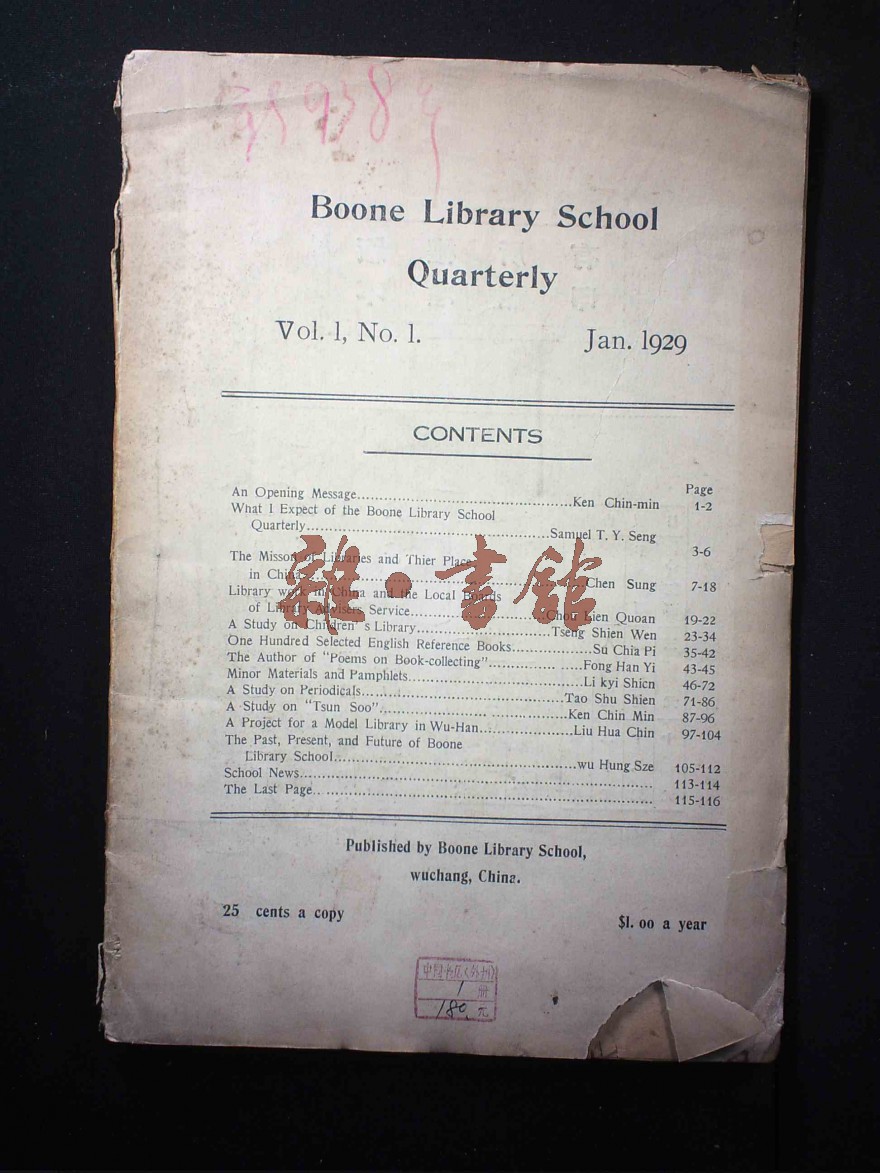 Boone Library School
Quarterly
Vol. 1, No. 1. Jan. 1929
CONTENTS
Page
An Opening Message Ken Chin-min 1-2
What I Expect of the Boone Library School
Quarterly Samuel T. Y. Seng 3-6
The Misson of Libraries and Thier Place
in China Chen Sung 7-18
Library work in China and the Local Boards
of Library Advisers Service Chou Lien Quoan 19-22
A Study on Children's Library Tseng Shien Wen 23-34
One Hundred Selected English Reference Books Su Chia Pi 35-42
The Author of "Poems on Book-collecting" Fong Han Yi 43-45
Minor Materials and Pamphlets Li kyi Shicn 46-72
A Study on Periodicals Tao Shu Shien 71-86
A Study on "Tsun Soo" Ken Chin Min 87-96
A Project for a Model Library in Wu-Han Liu Hua Chin 97-104
The Past, Present, and Future of Boone
Library School wu Hung Sze 105-112
School News 113-114
The Last Page 115-116
雜·書館
Published by Boone Library School,
wuchang, China.
25 cents a copy $1.00 a year
1 册
180 元